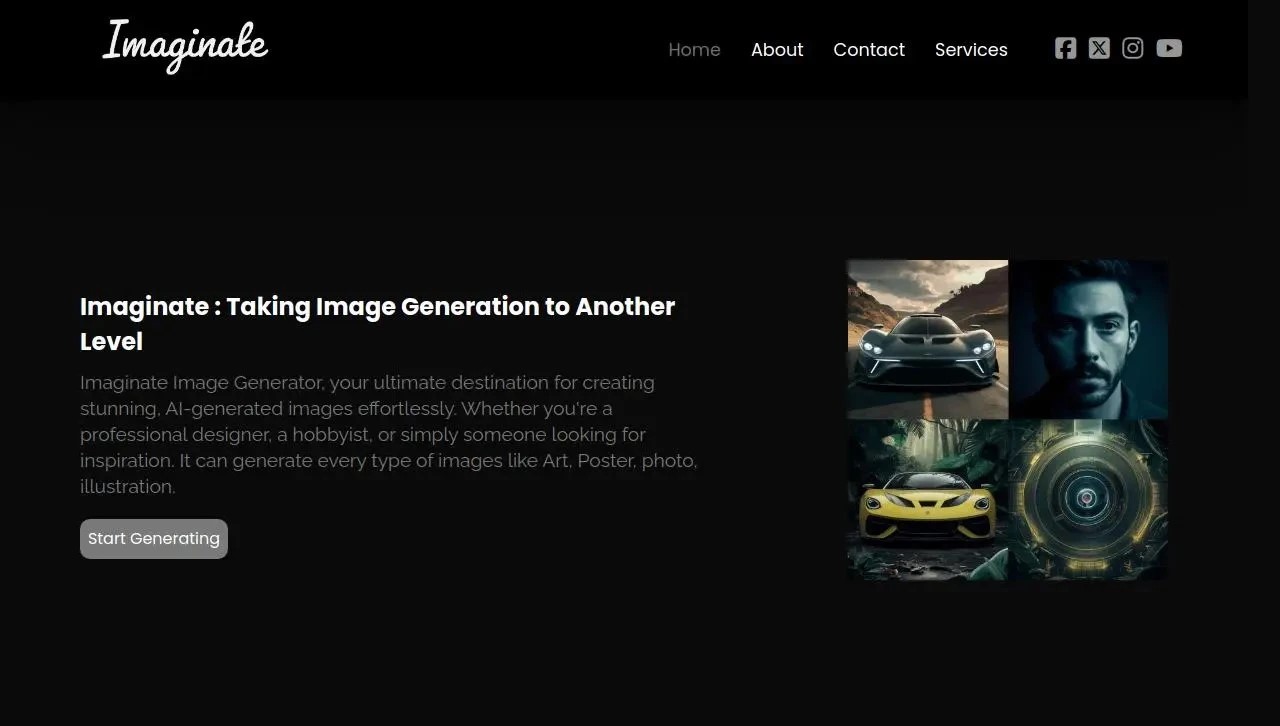 Imaginate
Home About Contact Services
Imaginate : Taking Image Generation to Another
Level
Imaginate Image Generator, your ultimate destination for creating
stunning, AI-generated images effortlessly. Whether you're a
professional designer, a hobbyist, or simply someone looking for
inspiration. It can generate every type of images like Art, Poster, photo,
illustration.
Start Generating